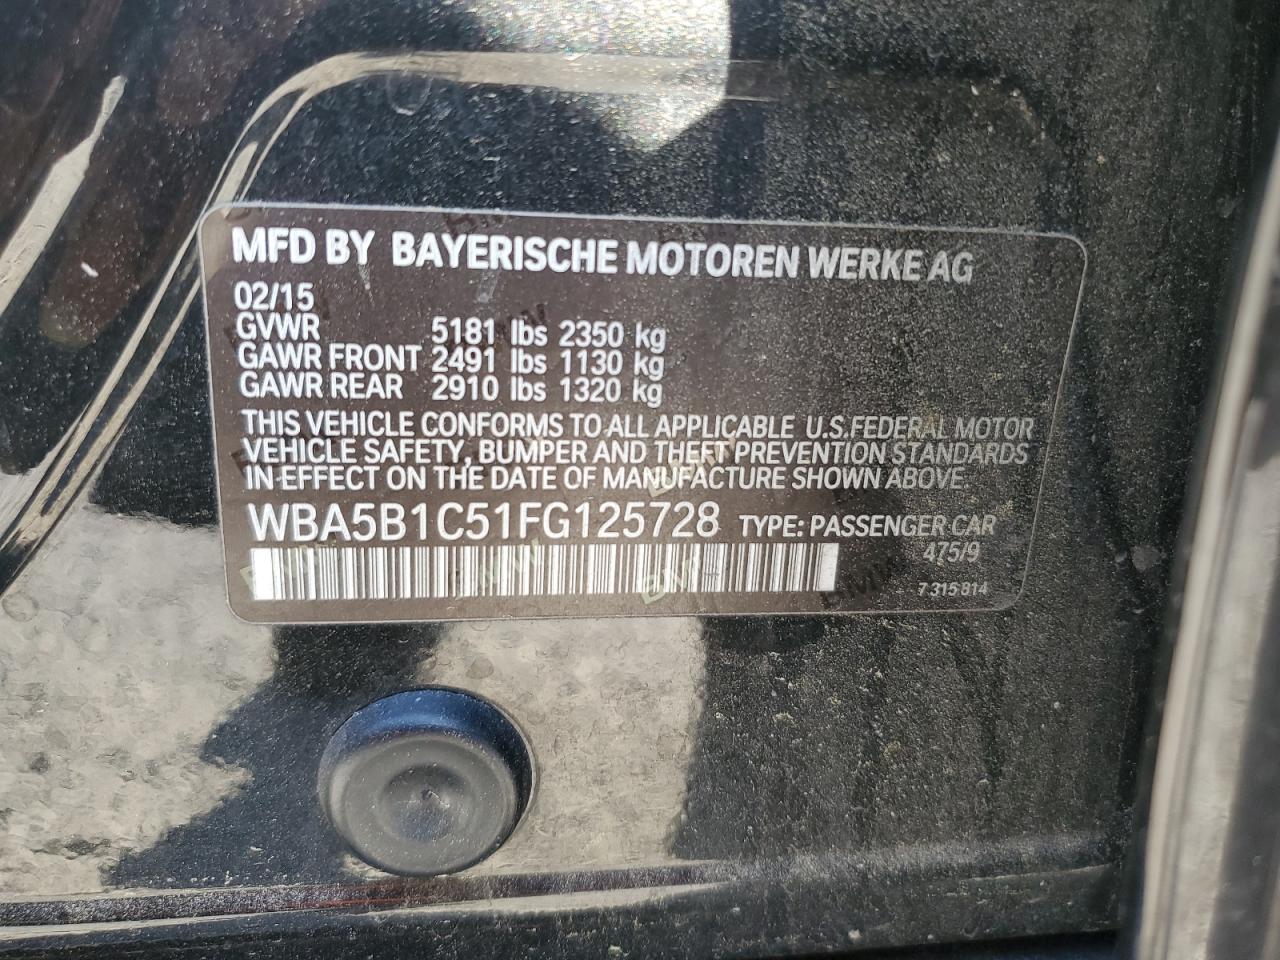 MFD BY BAYERISCHE MOTOREN WERKE AG
02/15
GVWR 5181 lbs 2350 kg
GAWR FRONT 2491 lbs 1130 kg
GAWR REAR 2910 lbs 1320 kg
THIS VEHICLE CONFORMS TO ALL APPLICABLE U.S.FEDERAL MOTOR
VEHICLE SAFETY, BUMPER AND THEFT PREVENTION STANDARDS
IN EFFECT ON THE DATE OF MANUFACTURE SHOWN ABOVE.
WBA5B1C51FG125728 TYPE: PASSENGER CAR
475/9
7 315 814